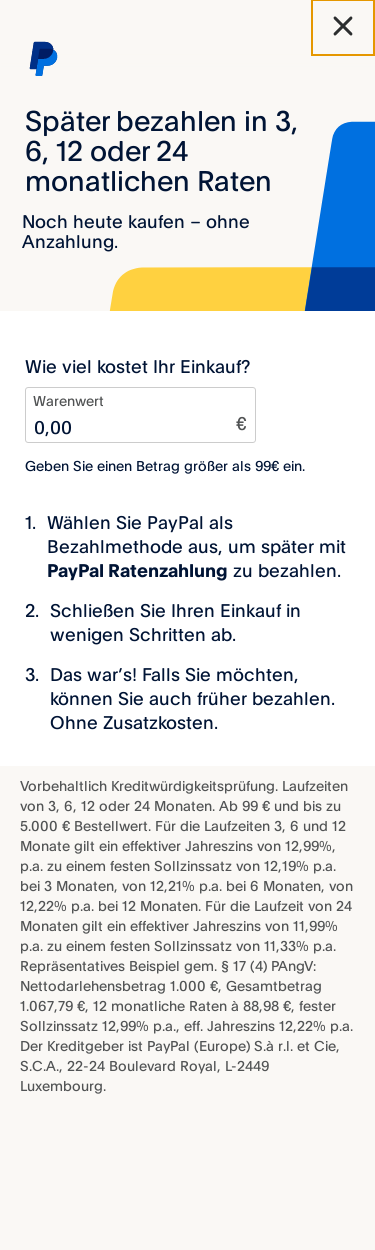 Später bezahlen in 3,
6, 12 oder 24
monatlichen Raten
Noch heute kaufen – ohne
Anzahlung.
Wie viel kostet Ihr Einkauf?
Warenwert
0,00 €
Geben Sie einen Betrag größer als 99€ ein.
1. Wählen Sie PayPal als
Bezahlmethode aus, um später mit
PayPal Ratenzahlung zu bezahlen.
2. Schließen Sie Ihren Einkauf in
wenigen Schritten ab.
3. Das war’s! Falls Sie möchten,
können Sie auch früher bezahlen.
Ohne Zusatzkosten.
Vorbehaltlich Kreditwürdigkeitsprüfung. Laufzeiten
von 3, 6, 12 oder 24 Monaten. Ab 99 € und bis zu
5.000 € Bestellwert. Für die Laufzeiten 3, 6 und 12
Monate gilt ein effektiver Jahreszins von 12,99%,
p.a. zu einem festen Sollzinssatz von 12,19% p.a.
bei 3 Monaten, von 12,21% p.a. bei 6 Monaten, von
12,22% p.a. bei 12 Monaten. Für die Laufzeit von 24
Monaten gilt ein effektiver Jahreszins von 11,99%
p.a. zu einem festen Sollzinssatz von 11,33% p.a.
Repräsentatives Beispiel gem. § 17 (4) PAngV:
Nettodarlehensbetrag 1.000 €, Gesamtbetrag
1.067,79 €, 12 monatliche Raten à 88,98 €, fester
Sollzinssatz 12,99% p.a., eff. Jahreszins 12,22% p.a.
Der Kreditgeber ist PayPal (Europe) S.à r.l. et Cie,
S.C.A., 22-24 Boulevard Royal, L-2449
Luxembourg.